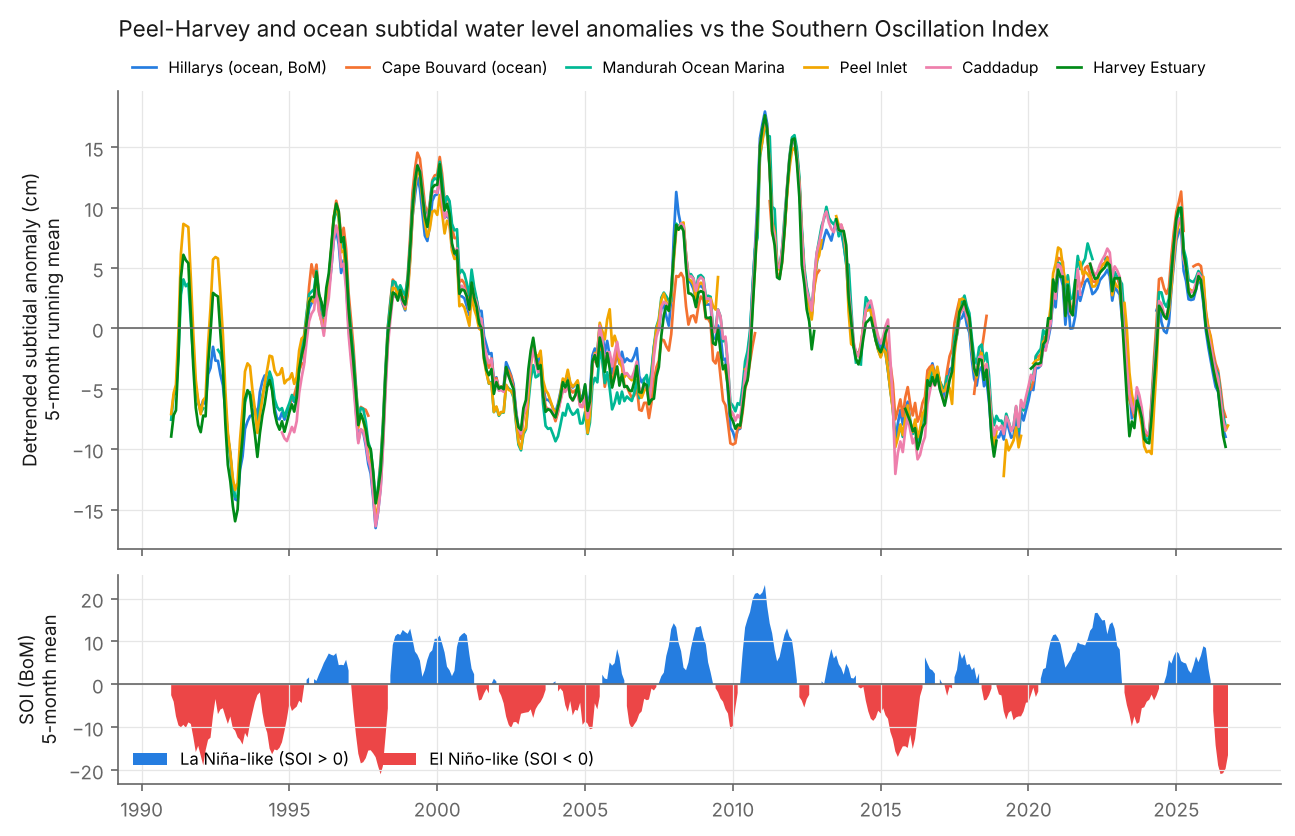 Peel-Harvey and ocean subtidal water level anomalies vs the Southern Oscillation Index
Hillarys (ocean, BoM)
Cape Bouvard (ocean)
Mandurah Ocean Marina
Peel Inlet
Caddadup
Harvey Estuary
Detrended subtidal anomaly (cm)
5-month running mean
15
10
5
0
−5
−10
−15
SOI (BoM)
5-month mean
20
10
0
−10
−20
La Niña-like (SOI > 0)
El Niño-like (SOI < 0)
1990
1995
2000
2005
2010
2015
2020
2025